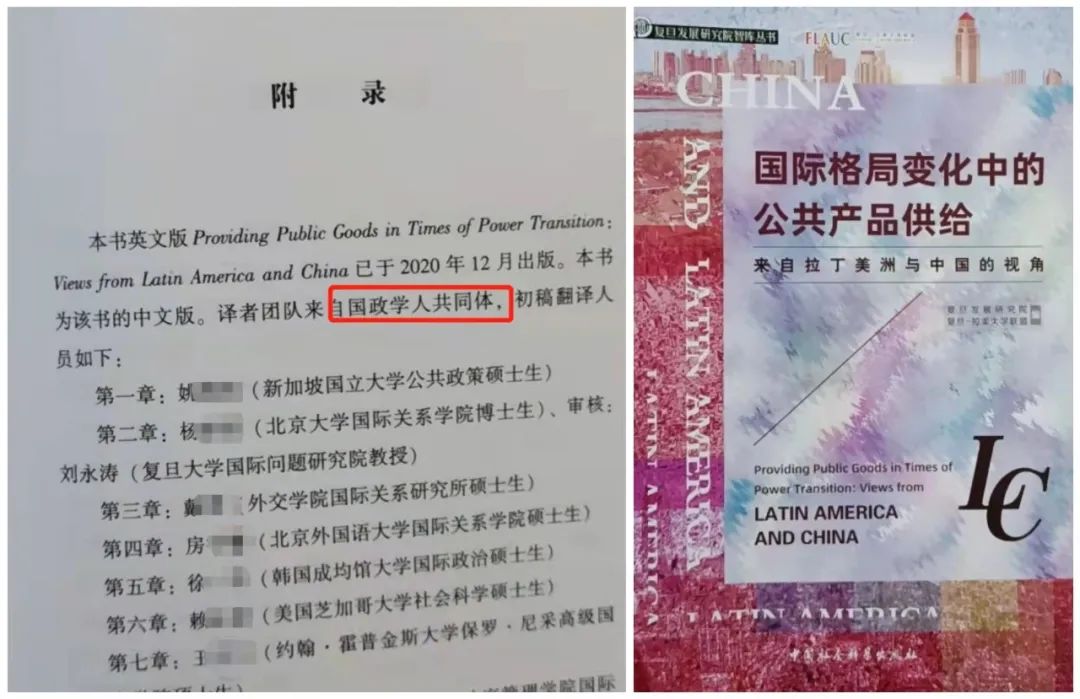 附 录
本书英文版 Providing Public Goods in Times of Power Transition:
Views from Latin America and China 已于 2020 年 12 月出版。本书
为该书的中文版。译者团队来自国政学人共同体，初稿翻译人
员如下：
第一章：姚（新加坡国立大学公共政策硕士生）
第二章：杨（北京大学国际关系学院博士生）、审核：
刘永涛（复旦大学国际问题研究院教授）
第三章：戴（外交学院国际关系研究所硕士生）
第四章：房（北京外国语大学国际关系学院硕士生）
第五章：徐（韩国成均馆大学国际政治硕士生）
第六章：赖（美国芝加哥大学社会科学硕士生）
第七章：王（约翰·霍普金斯大学保罗·尼采高级国
管理学院国际
复旦发展研究院智库丛书
FLAUC
CHINA
AND LATIN AMERICA
国际格局变化中的
公共产品供给
来自拉丁美洲与中国的视角
复旦发展研究院
复旦-拉美大学联盟
LATIN AMERICA
LAC
Providing Public Goods in Times of
Power Transition: Views from
LATIN AMERICA
AND CHINA
LATIN AMERICA
中国社会科学出版社